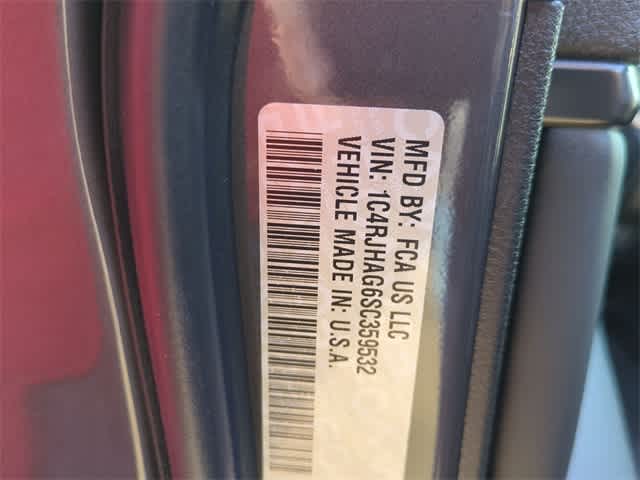 MFD BY: FCA US LLC
VIN: 1C4RJHAG6SC359532
VEHICLE MADE IN: U.S.A.